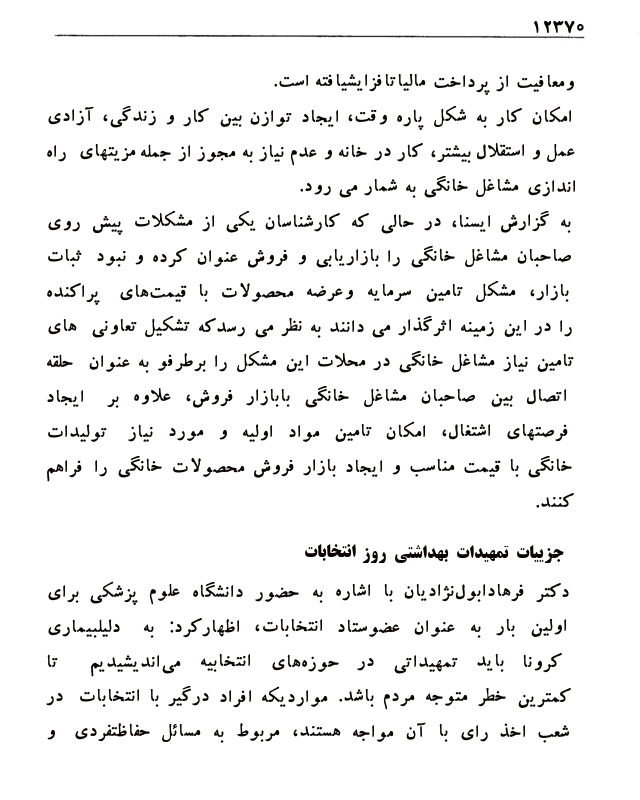 ۱۲۳۷۰
ومعافیت از پرداخت مالیاتافزایشیافته است.
امکان کار به شکل پاره وقت، ایجاد توازن بین کار و زندگی، آزادی
عمل و استقلال بیشتر، کار در خانه و عدم نیاز به مجوز از جمله مزیتهای راه
اندازی مشاغل خانگی به شمار می رود.
به گزارش ایسنا، در حالی که کارشناسان یکی از مشکلات پیش روی
صاحبان مشاغل خانگی را بازاریابی و فروش عنوان کرده و نبود ثبات
بازار، مشکل تامین سرمایه وعرضه محصولات با قیمت‌های پراکنده
را در این زمینه اثرگذار می دانند به نظر می رسدکه تشکیل تعاونی های
تامین نیاز مشاغل خانگی در محلات این مشکل را برطرفو به عنوان حلقه
اتصال بین صاحبان مشاغل خانگی بابازار فروش، علاوه بر ایجاد
فرصتهای اشتغال، امکان تامین مواد اولیه و مورد نیاز تولیدات
خانگی با قیمت مناسب و ایجاد بازار فروش محصولات خانگی را فراهم
کنند.
جزییات تمهیدات بهداشتی روز انتخابات
دکتر فرهادابول‌نژادیان با اشاره به حضور دانشگاه علوم پزشکی برای
اولین بار به عنوان عضوستاد انتخابات، اظهارکرد: به دلیلبیماری
کرونا باید تمهیداتی در حوزه‌های انتخابیه می‌اندیشیدیم تا
کمترین خطر متوجه مردم باشد. مواردیکه افراد درگیر با انتخابات در
شعب اخذ رای با آن مواجه هستند، مربوط به مسائل حفاظتفردی و